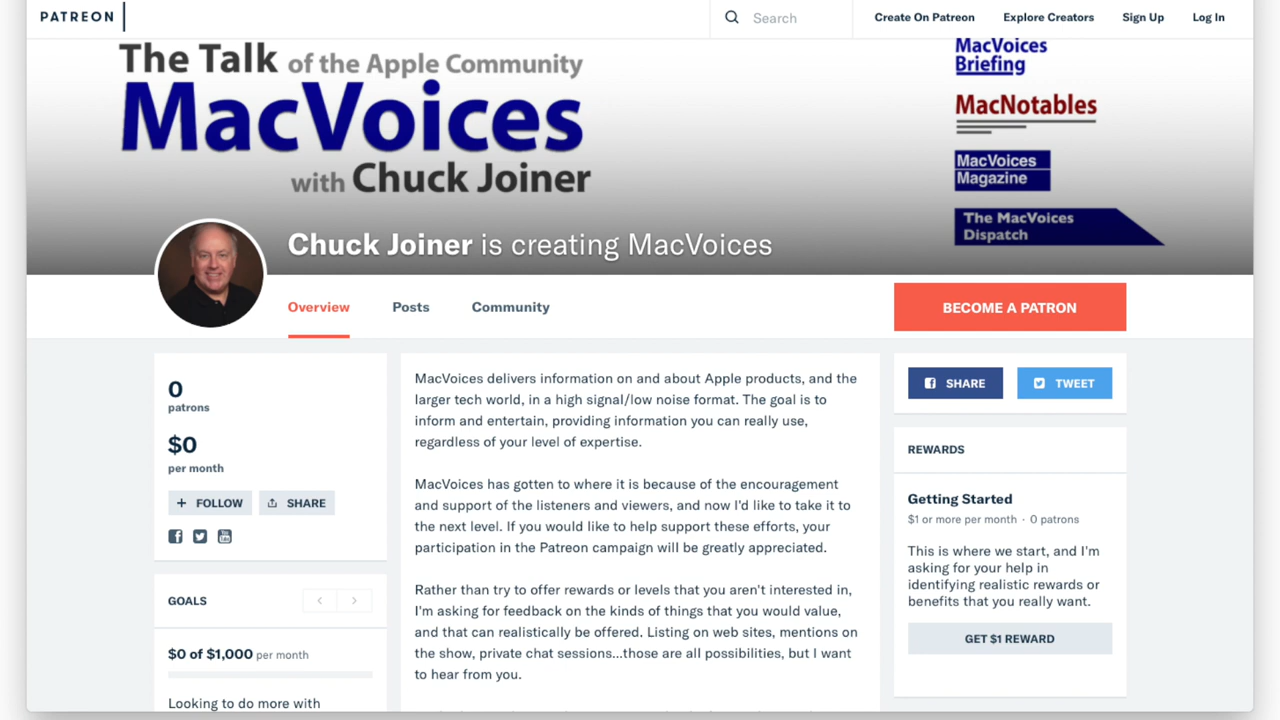 PATREON
Search
Create On Patreon
Explore Creators
Sign Up
Log In
The Talk of the Apple Community
MacVoices
with Chuck Joiner
MacVoices
Briefing
MacNotables
MacVoices
Magazine
The MacVoices
Dispatch
Chuck Joiner is creating MacVoices
Overview
Posts
Community
BECOME A PATRON
0
patrons
$0
per month
FOLLOW
SHARE
GOALS
$0 of $1,000 per month
Looking to do more with
MacVoices delivers information on and about Apple products, and the
larger tech world, in a high signal/low noise format. The goal is to
inform and entertain, providing information you can really use,
regardless of your level of expertise.
MacVoices has gotten to where it is because of the encouragement
and support of the listeners and viewers, and now I'd like to take it to
the next level. If you would like to help support these efforts, your
participation in the Patreon campaign will be greatly appreciated.
Rather than try to offer rewards or levels that you aren't interested in,
I'm asking for feedback on the kinds of things that you would value,
and that can realistically be offered. Listing on web sites, mentions on
the show, private chat sessions...those are all possibilities, but I want
to hear from you.
SHARE
TWEET
REWARDS
Getting Started
$1 or more per month · 0 patrons
This is where we start, and I'm
asking for your help in
identifying realistic rewards or
benefits that you really want.
GET $1 REWARD